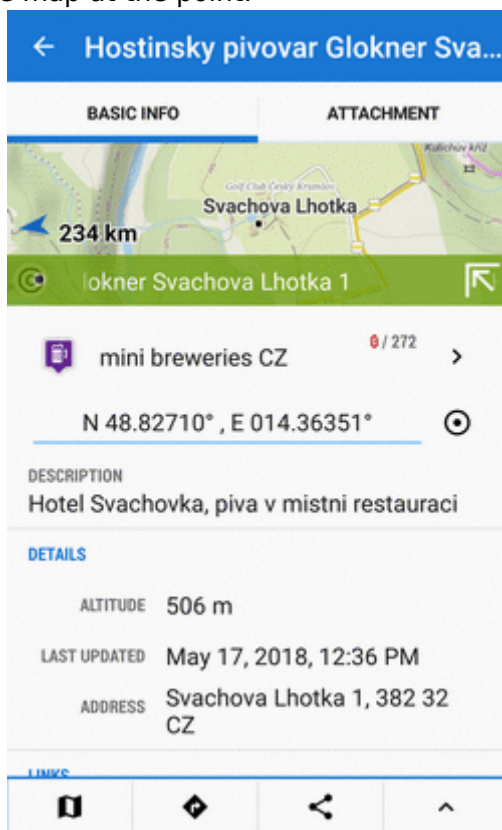 map at the point.
Hostinsky pivovar Glokner Sva...
BASIC INFO
ATTACHMENT
Kulichův kříž
Golf Club Český Krumlov
Svachova Lhotka
234 km
lokner Svachova Lhotka 1
mini breweries CZ
0 / 272
N 48.82710° , E 014.36351°
DESCRIPTION
Hotel Svachovka, piva v mistni restauraci
DETAILS
ALTITUDE 506 m
LAST UPDATED May 17, 2018, 12:36 PM
ADDRESS Svachova Lhotka 1, 382 32
CZ
LINKS